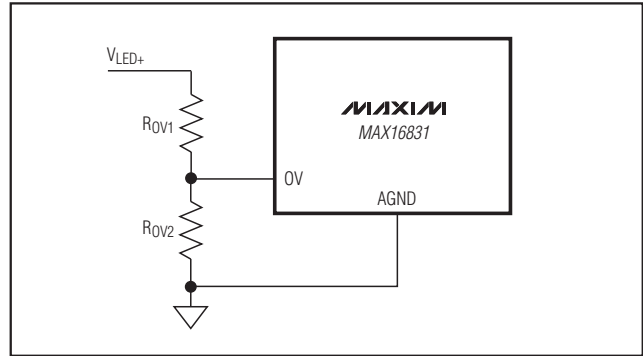 VLED+
ROV1
MAXIM
MAX16831
OV
AGND
ROV2